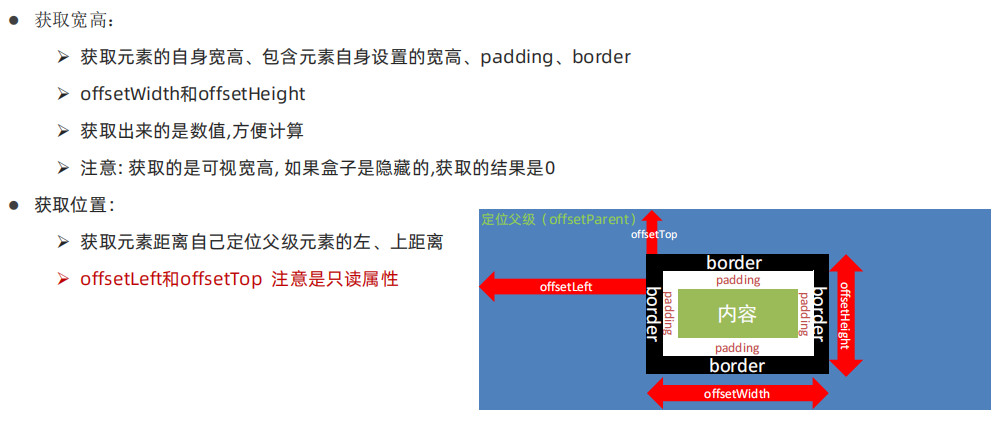 ● 获取宽高：
➢ 获取元素的自身宽高、包含元素自身设置的宽高、padding、border
➢ offsetWidth和offsetHeight
➢ 获取出来的是数值,方便计算
➢ 注意: 获取的是可视宽高, 如果盒子是隐藏的,获取的结果是0
● 获取位置：
➢ 获取元素距离自己定位父级元素的左、上距离
➢ offsetLeft和offsetTop 注意是只读属性
定位父级（offsetParent）
offsetTop
border
padding
offsetLeft
border
padding
内容
padding
border
offsetHeight
padding
border
offsetWidth